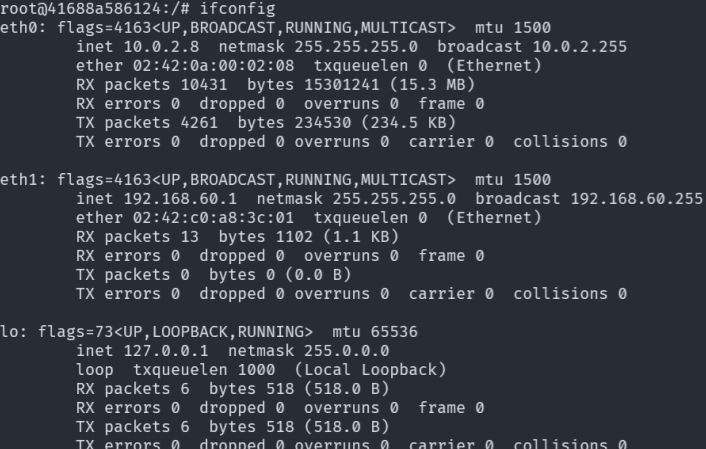 root@41688a586124:/# ifconfig
eth0: flags=4163<UP,BROADCAST,RUNNING,MULTICAST>  mtu 1500
        inet 10.0.2.8  netmask 255.255.255.0  broadcast 10.0.2.255
        ether 02:42:0a:00:02:08  txqueuelen 0  (Ethernet)
        RX packets 10431  bytes 15301241 (15.3 MB)
        RX errors 0  dropped 0  overruns 0  frame 0
        TX packets 4261  bytes 234530 (234.5 KB)
        TX errors 0  dropped 0 overruns 0  carrier 0  collisions 0

eth1: flags=4163<UP,BROADCAST,RUNNING,MULTICAST>  mtu 1500
        inet 192.168.60.1  netmask 255.255.255.0  broadcast 192.168.60.255
        ether 02:42:c0:a8:3c:01  txqueuelen 0  (Ethernet)
        RX packets 13  bytes 1102 (1.1 KB)
        RX errors 0  dropped 0  overruns 0  frame 0
        TX packets 0  bytes 0 (0.0 B)
        TX errors 0  dropped 0 overruns 0  carrier 0  collisions 0

lo: flags=73<UP,LOOPBACK,RUNNING>  mtu 65536
        inet 127.0.0.1  netmask 255.0.0.0
        loop  txqueuelen 1000  (Local Loopback)
        RX packets 6  bytes 518 (518.0 B)
        RX errors 0  dropped 0  overruns 0  frame 0
        TX packets 6  bytes 518 (518.0 B)
        TX errors 0  dropped 0 overruns 0  carrier 0  collisions 0